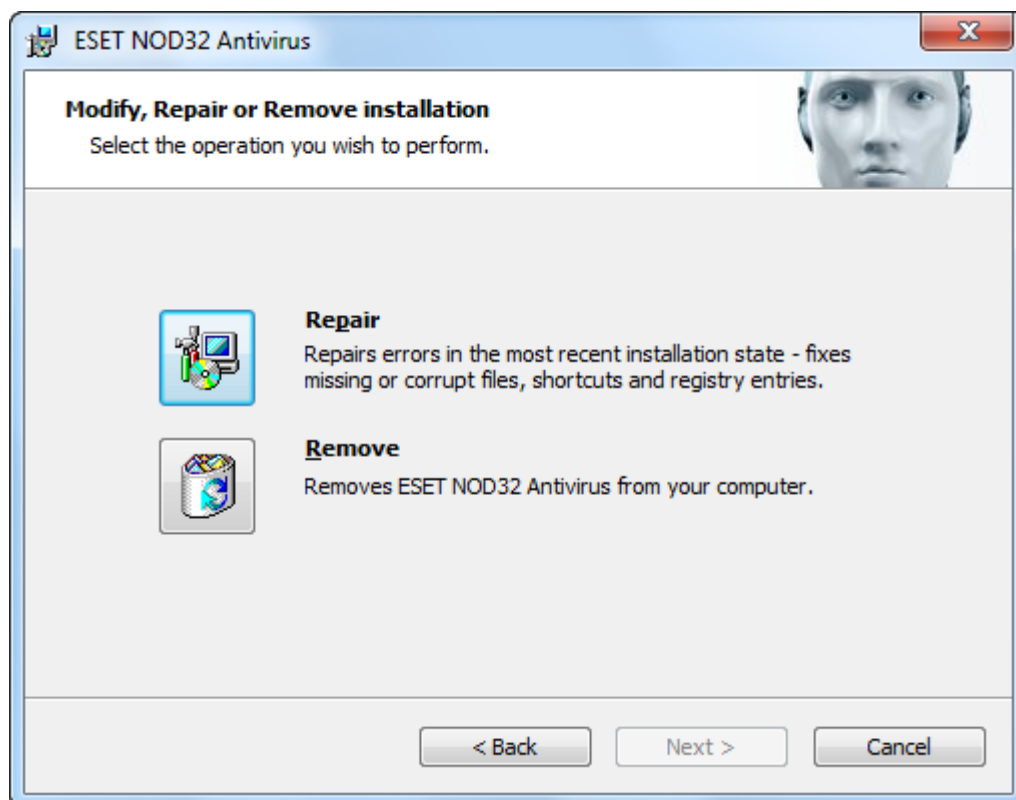 ESET NOD32 Antivirus
Modify, Repair or Remove installation
Select the operation you wish to perform.
Repair
Repairs errors in the most recent installation state - fixes
missing or corrupt files, shortcuts and registry entries.
Remove
Removes ESET NOD32 Antivirus from your computer.
< Back
Next >
Cancel